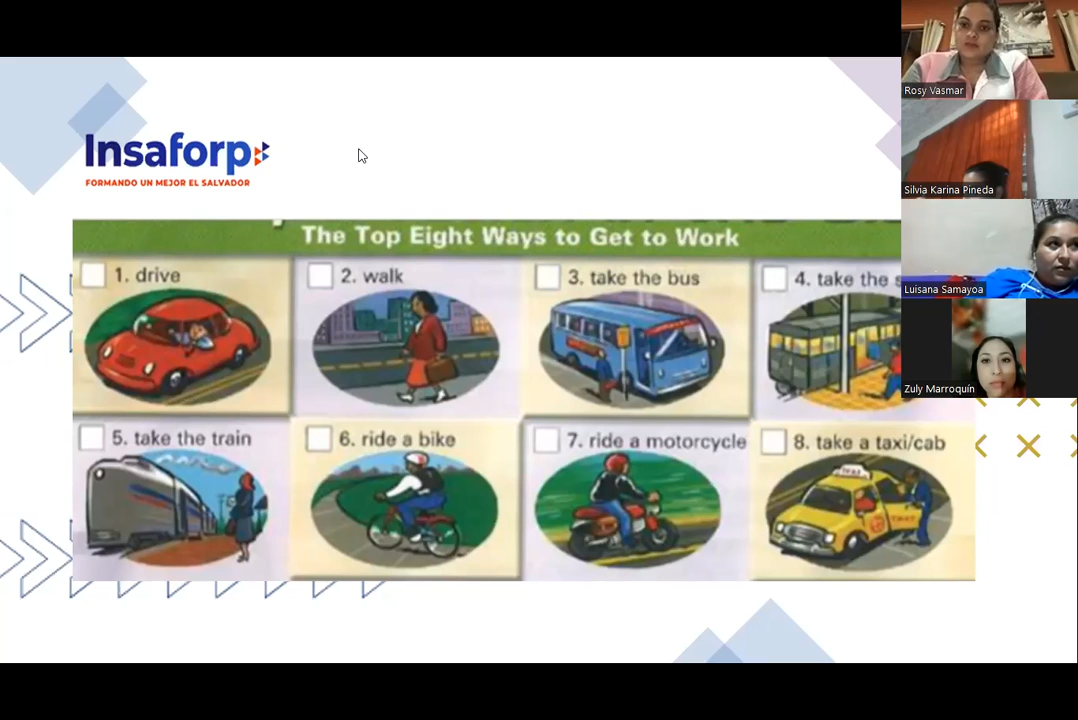 Insaforp
FORMANDO UN MEJOR EL SALVADOR
The Top Eight Ways to Get to Work
1. drive
2. walk
3. take the bus
4. take the
5. take the train
6. ride a bike
7. ride a motorcycle
8. take a taxi/cab
TAXI
Rosy Vasmar
Silvia Karina Pineda
Luisana Samayoa
Zuly Marroquín